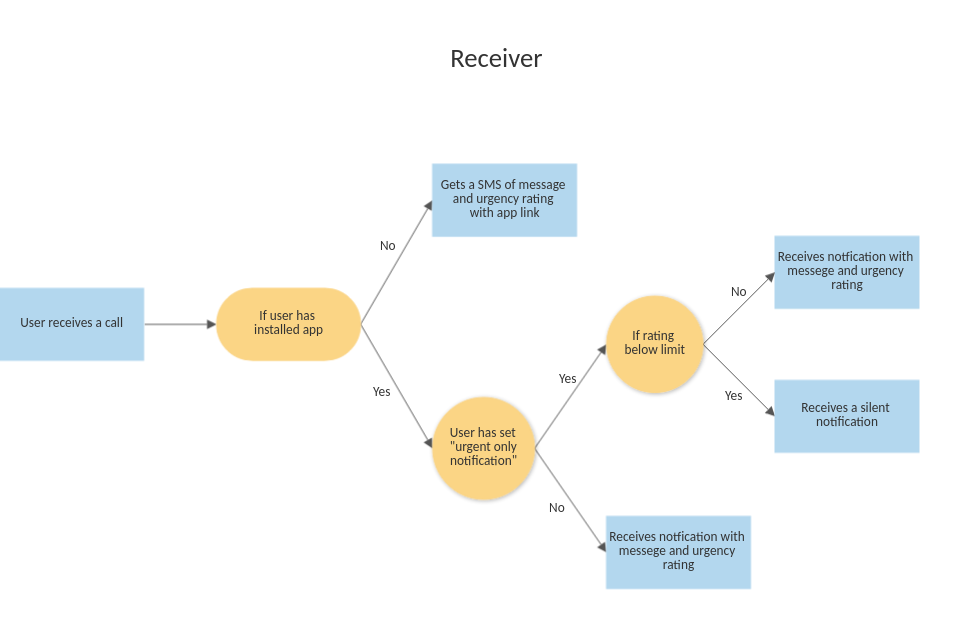 Receiver
User receives a call
If user has
installed app
No
Gets a SMS of message
and urgency rating
with app link
Yes
User has set
"urgent only
notification"
Yes
If rating
below limit
No
Receives notfication with
messege and urgency
rating
Yes
Receives a silent
notification
No
Receives notfication with
messege and urgency
rating